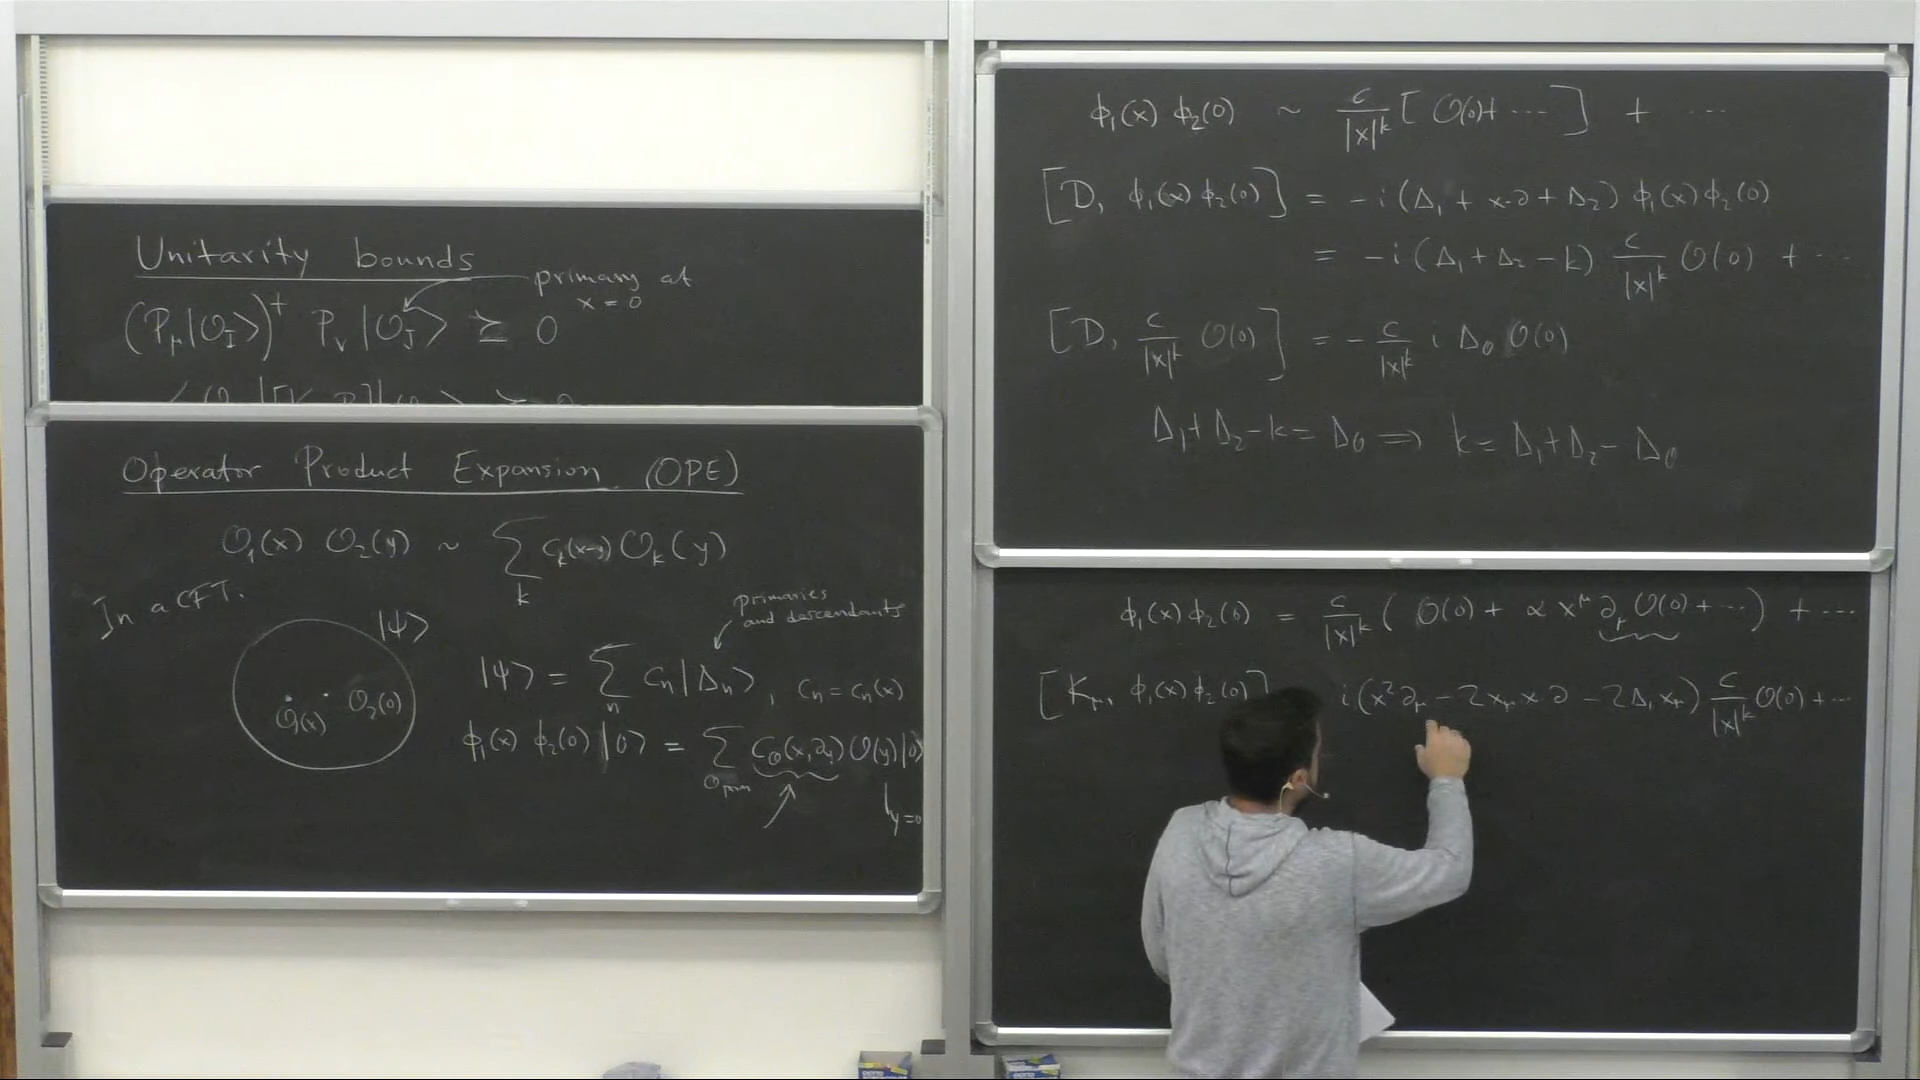 Unitarity bounds
primary at
x = 0
(P_μ|O_I⟩)† P_ν|O_J⟩ ≥ 0
Operator Product Expansion (OPE)
O_1(x) O_2(y) ~ ∑_k c_k(x-y) O_k(y)
In a CFT.
|ψ⟩
O_1(x) O_2(0)
primaries
and descendants
|ψ⟩ = ∑_n c_n|Δ_n⟩, c_n = c_n(x)
ϕ_1(x) ϕ_2(0)|0⟩ = ∑_{O prim} C_O(x,∂_y) O(y)|0⟩
|_{y=0}
ϕ_1(x) ϕ_2(0) ~ c/|x|^k [ O(0)+ ··· ] + ···
[D, ϕ_1(x) ϕ_2(0)] = -i(Δ_1 + x·∂ + Δ_2) ϕ_1(x) ϕ_2(0)
= -i(Δ_1 + Δ_2 - k) c/|x|^k O(0) + ···
[D, c/|x|^k O(0)] = - c/|x|^k i Δ_O O(0)
Δ_1 + Δ_2 - k = Δ_O ⟹ k = Δ_1 + Δ_2 - Δ_O
ϕ_1(x) ϕ_2(0) = c/|x|^k ( O(0) + α x^μ ∂_μ O(0) + ··· ) + ···
[K_μ, ϕ_1(x) ϕ_2(0)] i(x²∂_μ - 2x_μ x·∂ - 2Δ_1 x_μ) c/|x|^k O(0) + ···